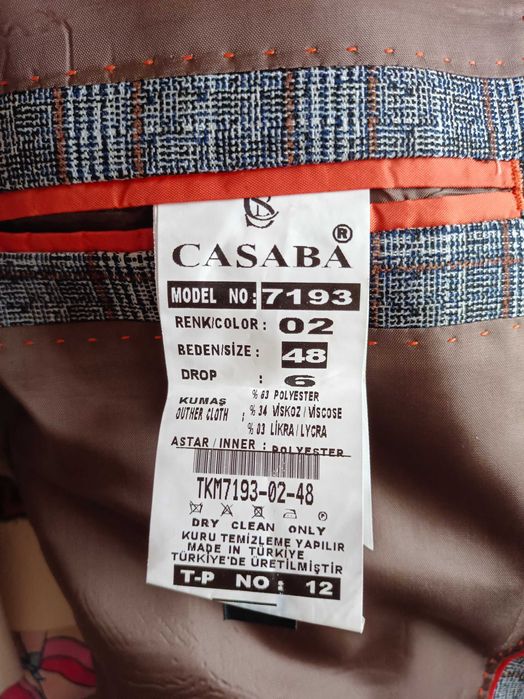 CASABA®
MODEL NO: 7193
RENK/COLOR : 02
BEDEN/SIZE : 48
DROP : 6
KUMAŞ
OUTHER CLOTH :
% 63 POLYESTER
% 34 VISKOZ / VISCOSE
% 03 LİKRA / LYCRA
ASTAR / INNER : POLYESTER
TKM7193-02-48
DRY CLEAN ONLY
KURU TEMİZLEME YAPILIR
MADE IN TÜRKİYE
TÜRKİYE'DE ÜRETİLMİŞTİR
T-P NO : 12